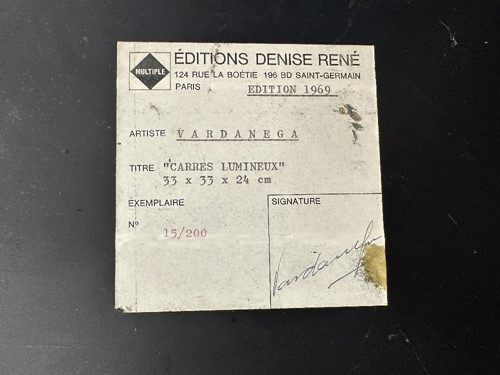 MULTIPLE
ÉDITIONS DENISE RENÉ
124 RUE LA BOÉTIE 196 BD SAINT-GERMAIN
PARIS EDITION 1969
ARTISTE VARDANEGA
TITRE "CARRES LUMINEUX"
33 x 33 x 24 cm
EXEMPLAIRE
Nº 15/200
SIGNATURE
Vardanega